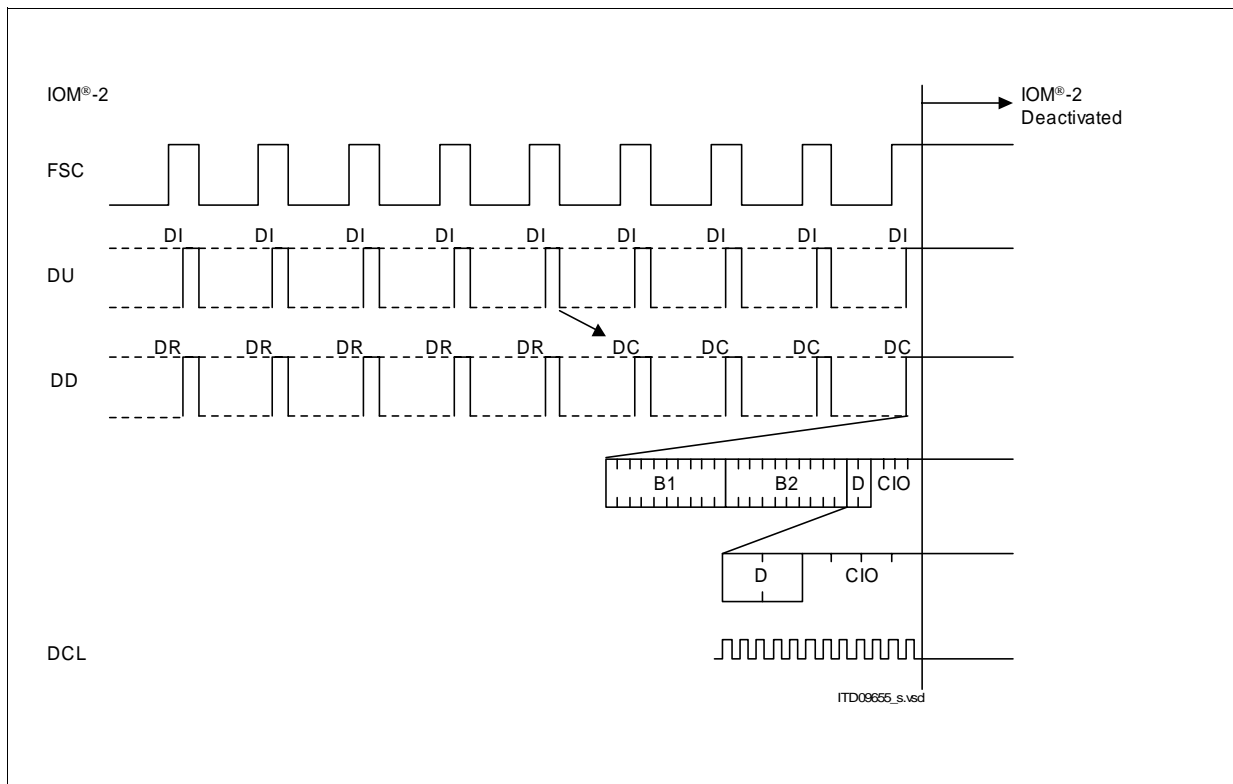 IOM®-2
IOM®-2
Deactivated
FSC
DI DI DI DI DI DI DI DI DI
DU
DR DR DR DR DR DC DC DC DC
DD
B1 B2 D CIO
D CIO
DCL
ITD09655_s.vsd